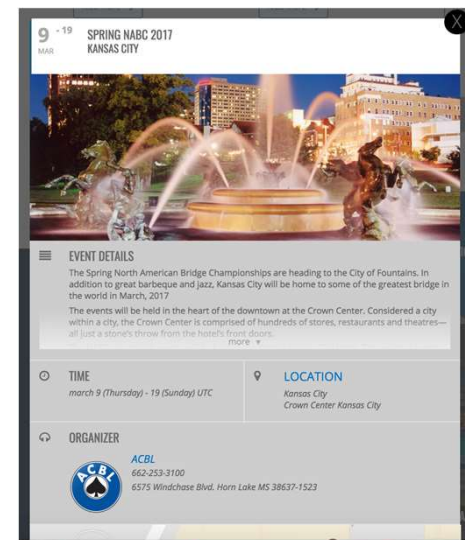 X
9 - 19
MAR
SPRING NABC 2017
KANSAS CITY
EVENT DETAILS
The Spring North American Bridge Championships are heading to the City of Fountains. In
addition to great barbeque and jazz, Kansas City will be home to some of the greatest bridge in
the world in March, 2017
The events will be held in the heart of the downtown at the Crown Center. Considered a city
within a city, the Crown Center is comprised of hundreds of stores, restaurants and theatres—
all just a stone's throw from the hotel's front doors.
more
TIME
march 9 (Thursday) - 19 (Sunday) UTC
LOCATION
Kansas City
Crown Center Kansas City
ORGANIZER
ACBL
ACBL
662-253-3100
6575 Windchase Blvd. Horn Lake MS 38637-1523